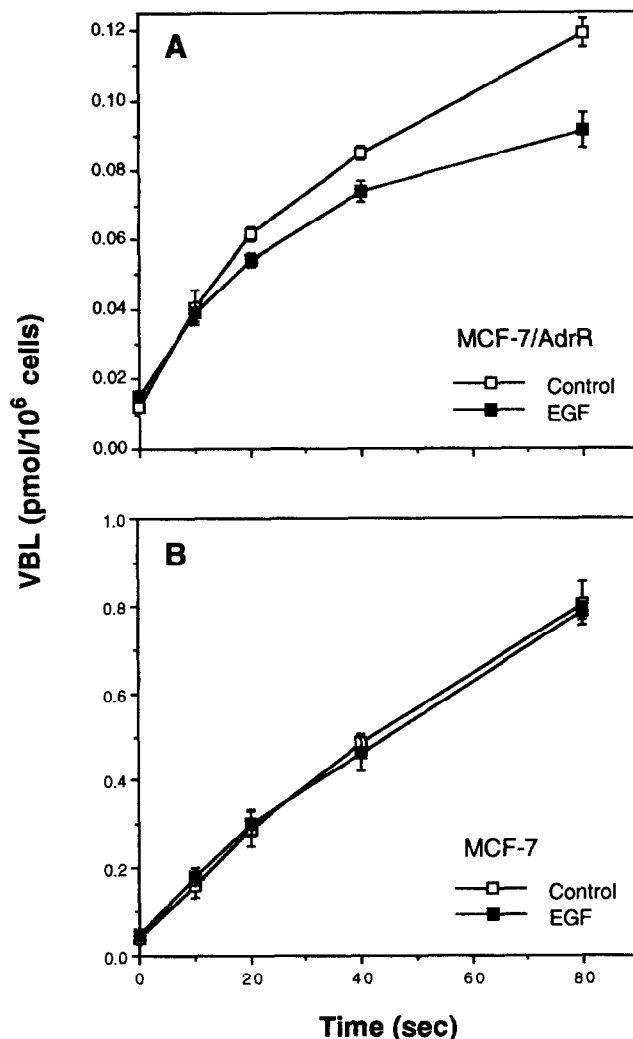 A
0.12
0.10
0.08
0.06
0.04
0.02
0.00
MCF-7/AdrR
Control
EGF
VBL (pmol/10⁶ cells)
B
1.0
0.8
0.6
0.4
0.2
0.0
MCF-7
Control
EGF
0 20 40 60 80
Time (sec)